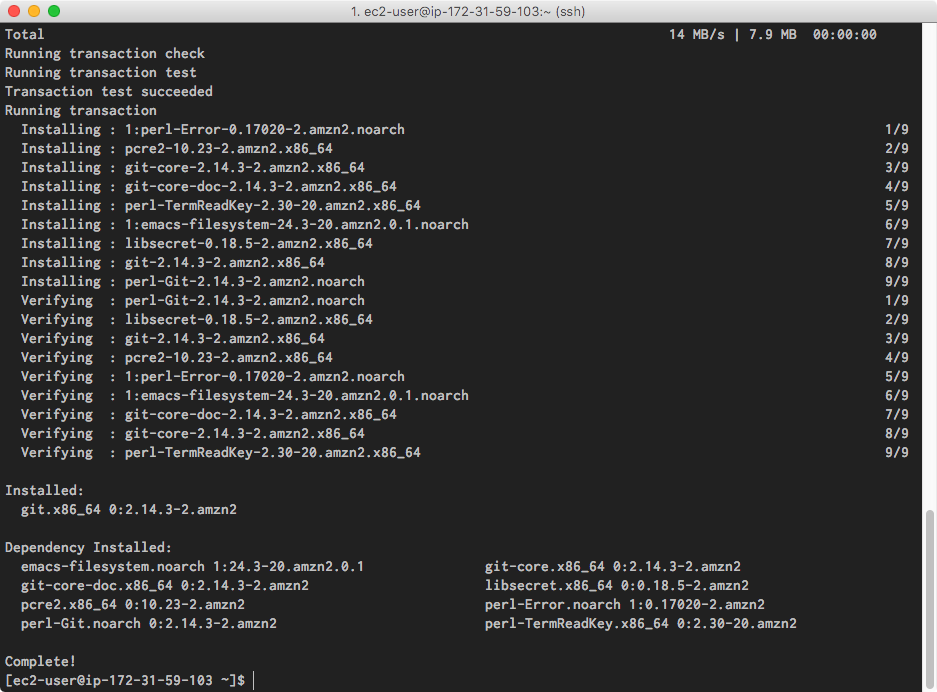 1. ec2-user@ip-172-31-59-103:~ (ssh)
Total 14 MB/s | 7.9 MB 00:00:00
Running transaction check
Running transaction test
Transaction test succeeded
Running transaction
Installing : 1:perl-Error-0.17020-2.amzn2.noarch 1/9
Installing : pcre2-10.23-2.amzn2.x86_64 2/9
Installing : git-core-2.14.3-2.amzn2.x86_64 3/9
Installing : git-core-doc-2.14.3-2.amzn2.x86_64 4/9
Installing : perl-TermReadKey-2.30-20.amzn2.x86_64 5/9
Installing : 1:emacs-filesystem-24.3-20.amzn2.0.1.noarch 6/9
Installing : libsecret-0.18.5-2.amzn2.x86_64 7/9
Installing : git-2.14.3-2.amzn2.x86_64 8/9
Installing : perl-Git-2.14.3-2.amzn2.noarch 9/9
Verifying : perl-Git-2.14.3-2.amzn2.noarch 1/9
Verifying : libsecret-0.18.5-2.amzn2.x86_64 2/9
Verifying : git-2.14.3-2.amzn2.x86_64 3/9
Verifying : pcre2-10.23-2.amzn2.x86_64 4/9
Verifying : 1:perl-Error-0.17020-2.amzn2.noarch 5/9
Verifying : 1:emacs-filesystem-24.3-20.amzn2.0.1.noarch 6/9
Verifying : git-core-doc-2.14.3-2.amzn2.x86_64 7/9
Verifying : git-core-2.14.3-2.amzn2.x86_64 8/9
Verifying : perl-TermReadKey-2.30-20.amzn2.x86_64 9/9
Installed:
git.x86_64 0:2.14.3-2.amzn2
Dependency Installed:
emacs-filesystem.noarch 1:24.3-20.amzn2.0.1 git-core.x86_64 0:2.14.3-2.amzn2
git-core-doc.x86_64 0:2.14.3-2.amzn2 libsecret.x86_64 0:0.18.5-2.amzn2
pcre2.x86_64 0:10.23-2.amzn2 perl-Error.noarch 1:0.17020-2.amzn2
perl-Git.noarch 0:2.14.3-2.amzn2 perl-TermReadKey.x86_64 0:2.30-20.amzn2
Complete!
[ec2-user@ip-172-31-59-103 ~]$